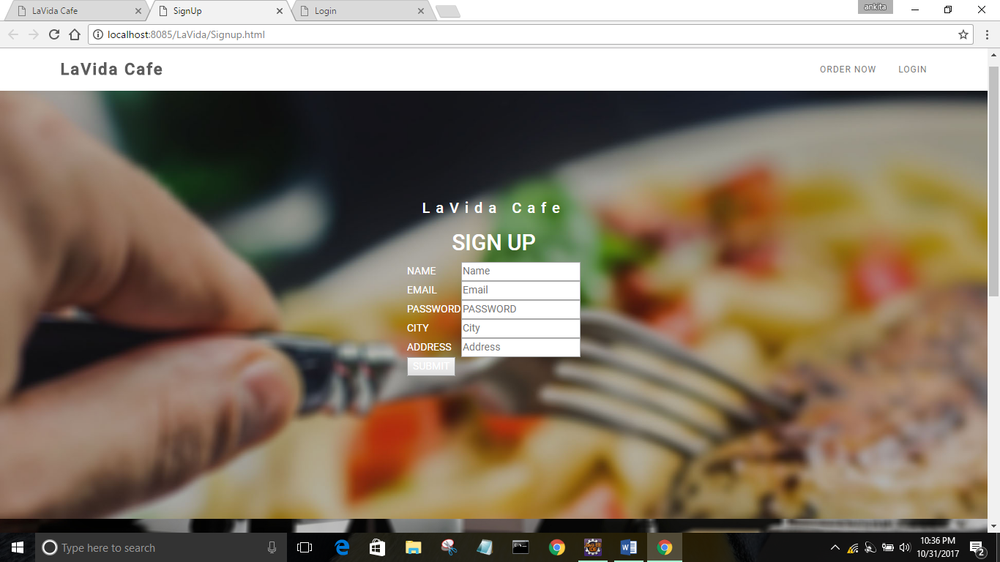 LaVida Cafe
SignUp
Login
ankita
localhost:8085/LaVida/Signup.html
LaVida Cafe
ORDER NOW
LOGIN
LaVida Cafe
SIGN UP
NAME Name
EMAIL Email
PASSWORD PASSWORD
CITY City
ADDRESS Address
SUBMIT
Type here to search
10:36 PM
10/31/2017
2